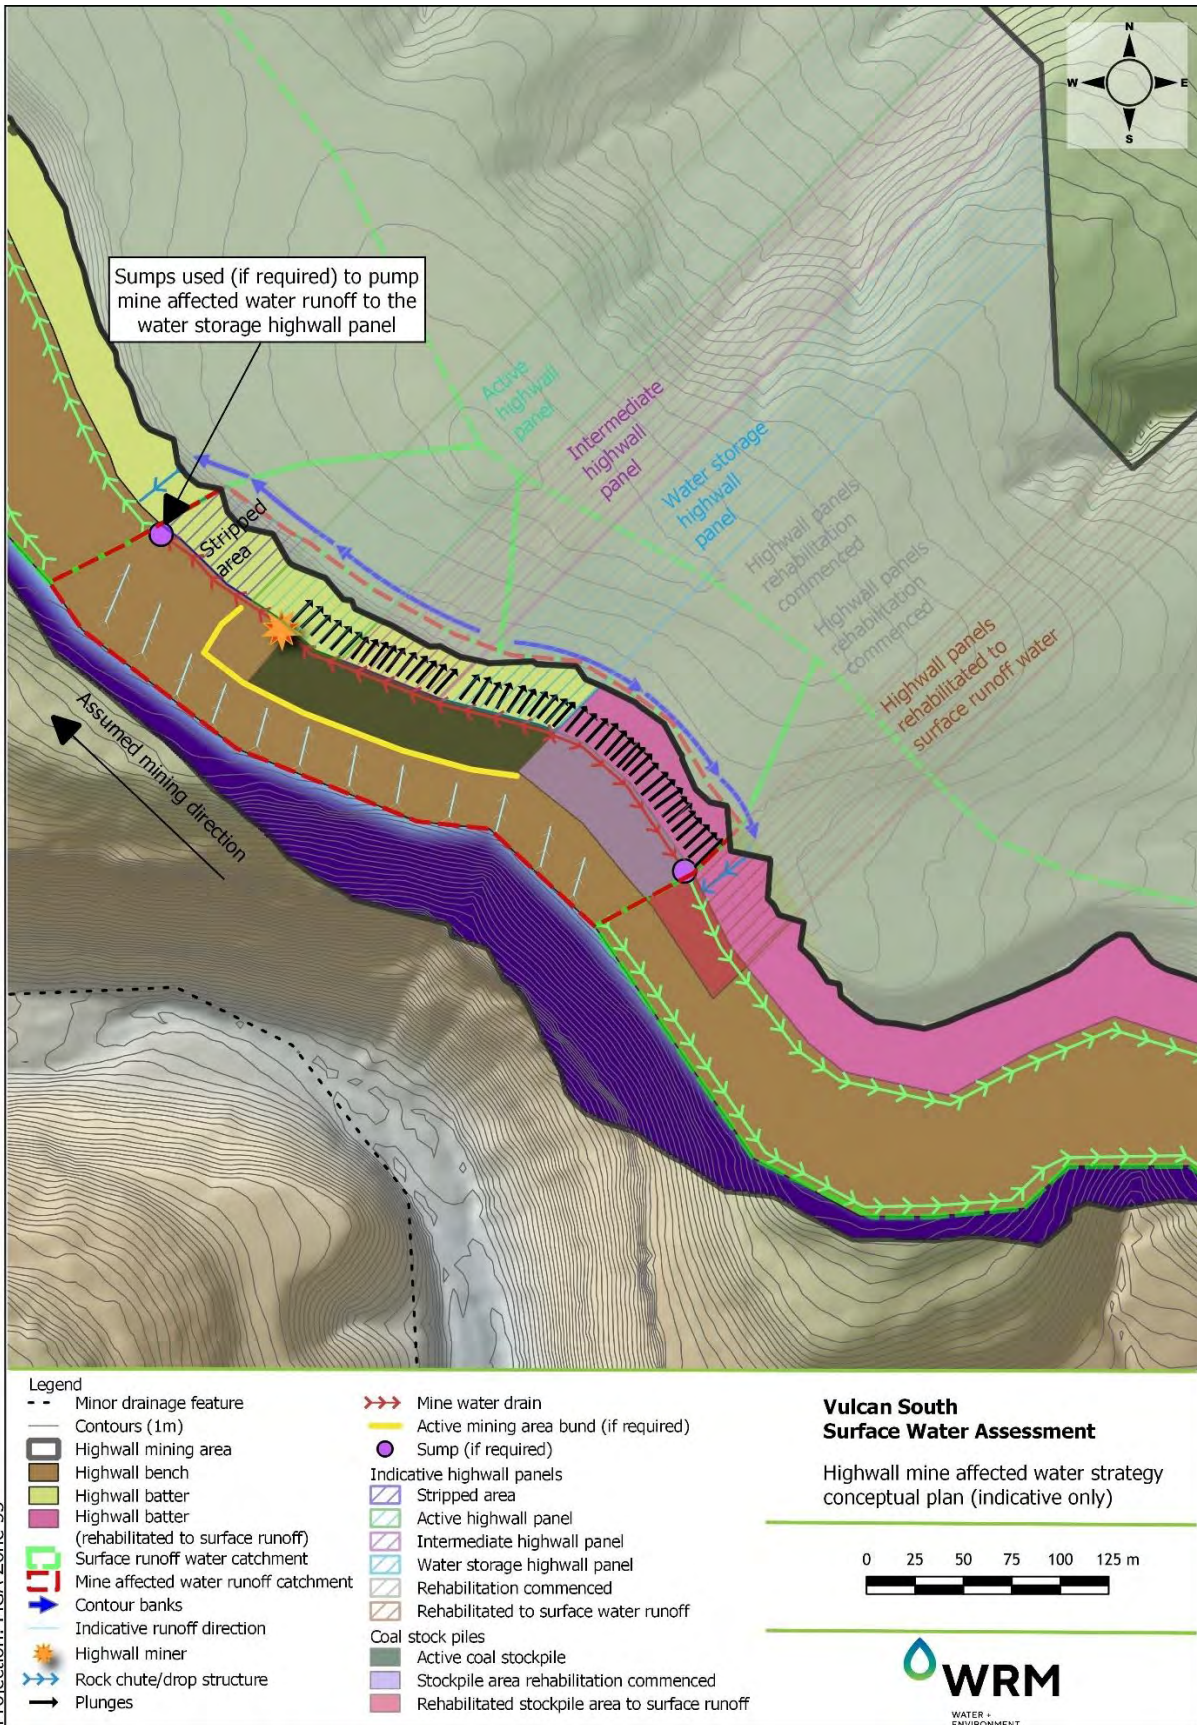 N
W
E
S
Sumps used (if required) to pump
mine affected water runoff to the
water storage highwall panel
Active
highwall
panel
Intermediate
highwall
panel
Water storage
highwall
panel
Highwall panels
rehabilitation
commenced
Highwall panels
rehabilitation
commenced
Highwall panels
rehabilitated to
surface runoff water
Stripped
area
Assumed mining direction
Legend
Minor drainage feature
Contours (1m)
Highwall mining area
Highwall bench
Highwall batter
Highwall batter
(rehabilitated to surface runoff)
Surface runoff water catchment
Mine affected water runoff catchment
Contour banks
Indicative runoff direction
Highwall miner
Rock chute/drop structure
Plunges
Mine water drain
Active mining area bund (if required)
Sump (if required)
Indicative highwall panels
Stripped area
Active highwall panel
Intermediate highwall panel
Water storage highwall panel
Rehabilitation commenced
Rehabilitated to surface water runoff
Coal stock piles
Active coal stockpile
Stockpile area rehabilitation commenced
Rehabilitated stockpile area to surface runoff
Vulcan South
Surface Water Assessment
Highwall mine affected water strategy
conceptual plan (indicative only)
0 25 50 75 100 125 m
WRM
WATER +
ENVIRONMENT